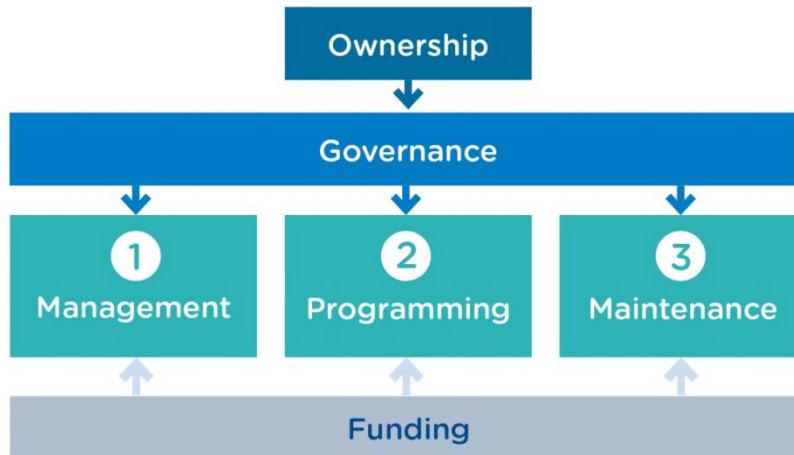 Ownership
Governance
1
2
3
Management
Programming
Maintenance
Funding